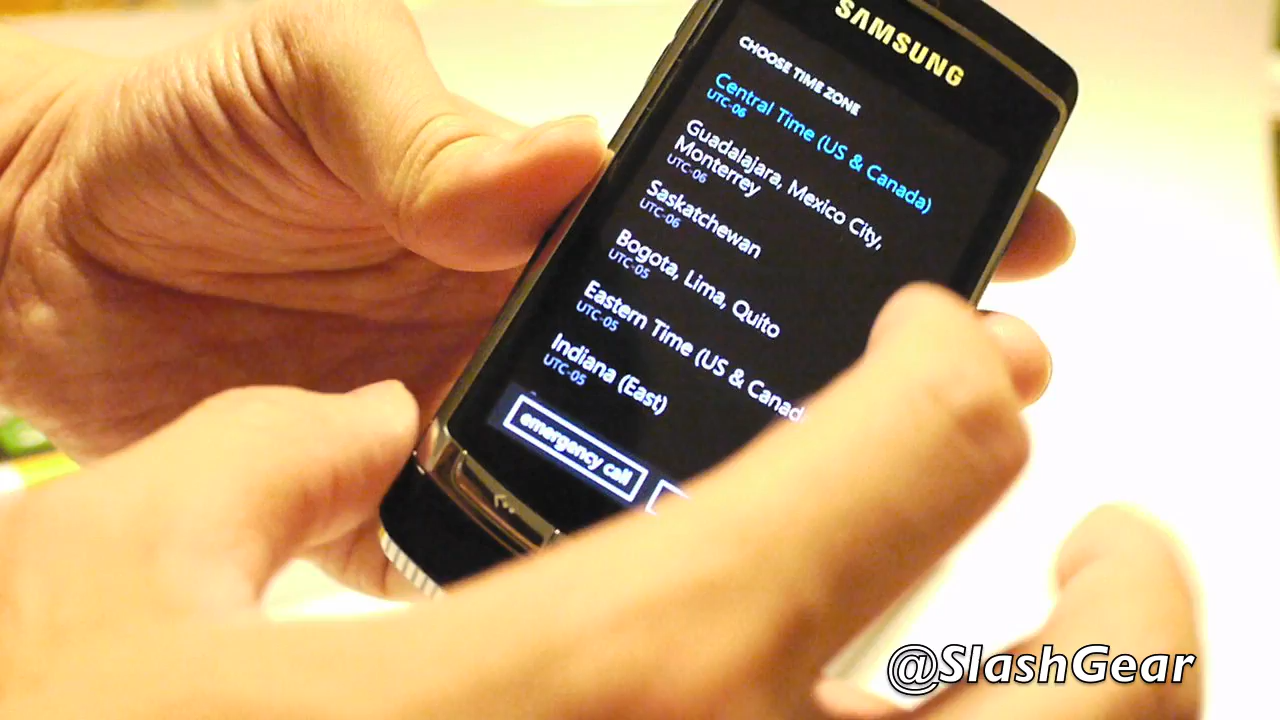 SAMSUNG
CHOOSE TIME ZONE
Central Time (US & Canada)
UTC-06
Guadalajara, Mexico City,
Monterrey
UTC-06
Saskatchewan
UTC-06
Bogota, Lima, Quito
UTC-05
Eastern Time (US & Canad
UTC-05
Indiana (East)
UTC-05
emergency call
@SlashGear